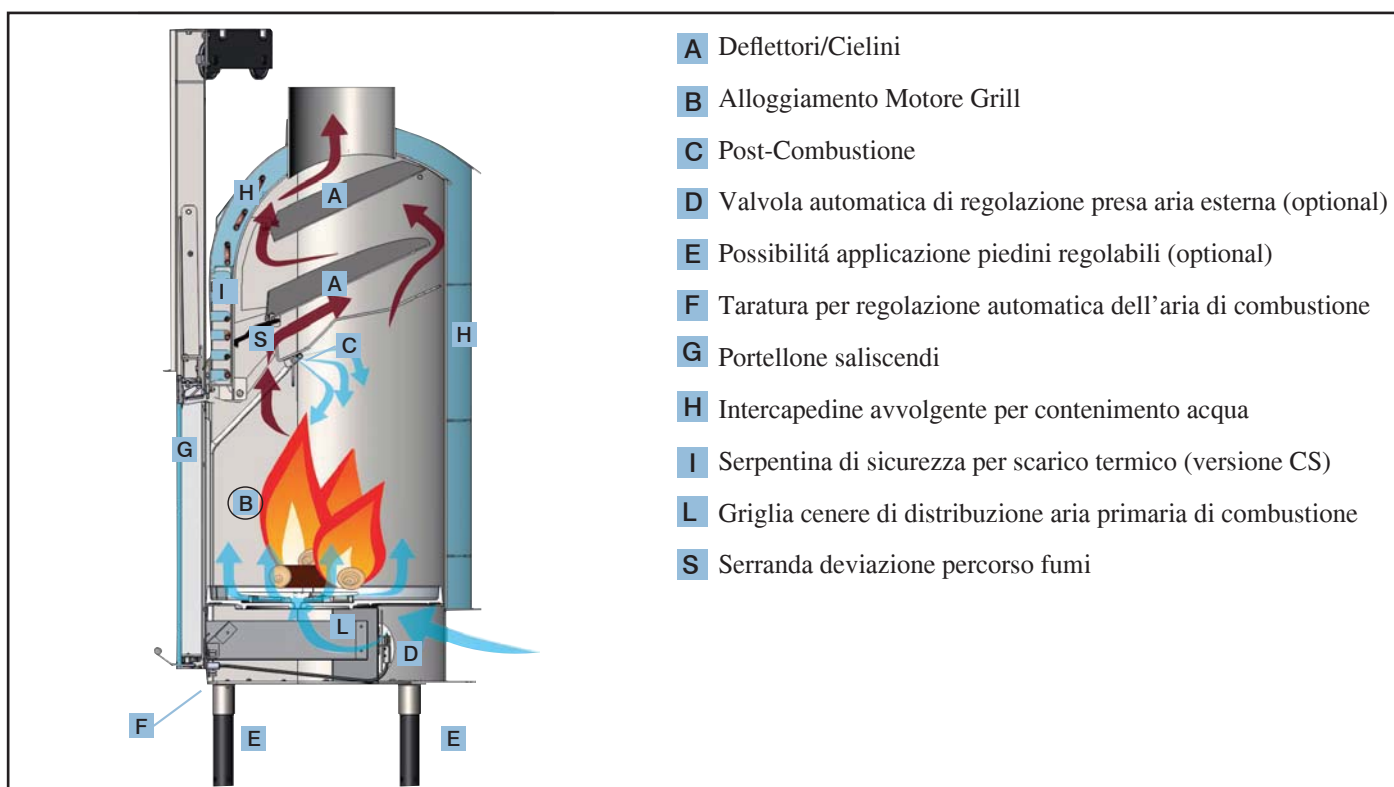 H
A
I
A
S
C
H
G
B
L
D
F
E
E
A Deflettori/Cielini
B Alloggiamento Motore Grill
C Post-Combustione
D Valvola automatica di regolazione presa aria esterna (optional)
E Possibilitá applicazione piedini regolabili (optional)
F Taratura per regolazione automatica dell’aria di combustione
G Portellone saliscendi
H Intercapedine avvolgente per contenimento acqua
I Serpentina di sicurezza per scarico termico (versione CS)
L Griglia cenere di distribuzione aria primaria di combustione
S Serranda deviazione percorso fumi